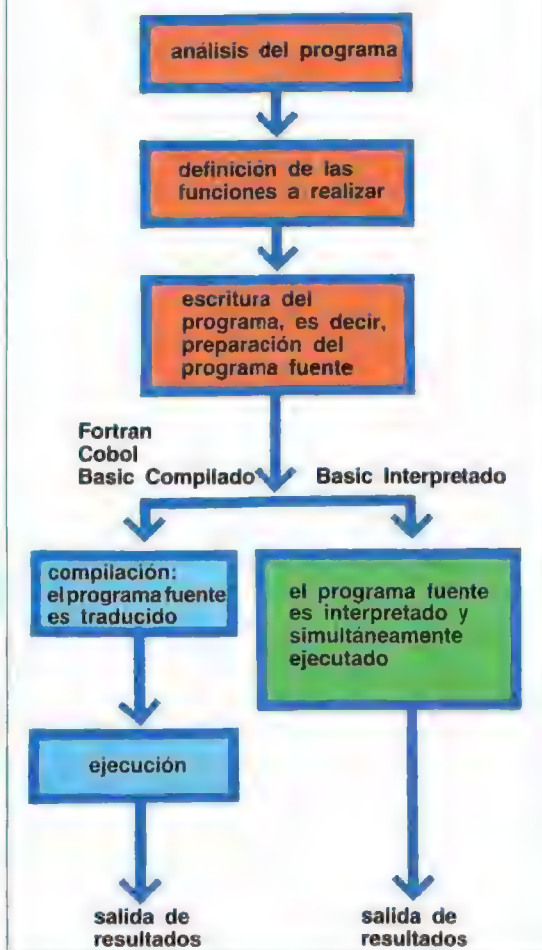 análisis del programa
definición de las
funciones a realizar
escritura del
programa, es decir,
preparación del
programa fuente
Fortran
Cobol
Basic Compilado
Basic Interpretado
compilación:
el programa fuente
es traducido
el programa fuente
es interpretado y
simultáneamente
ejecutado
ejecución
salida de
resultados
salida de
resultados